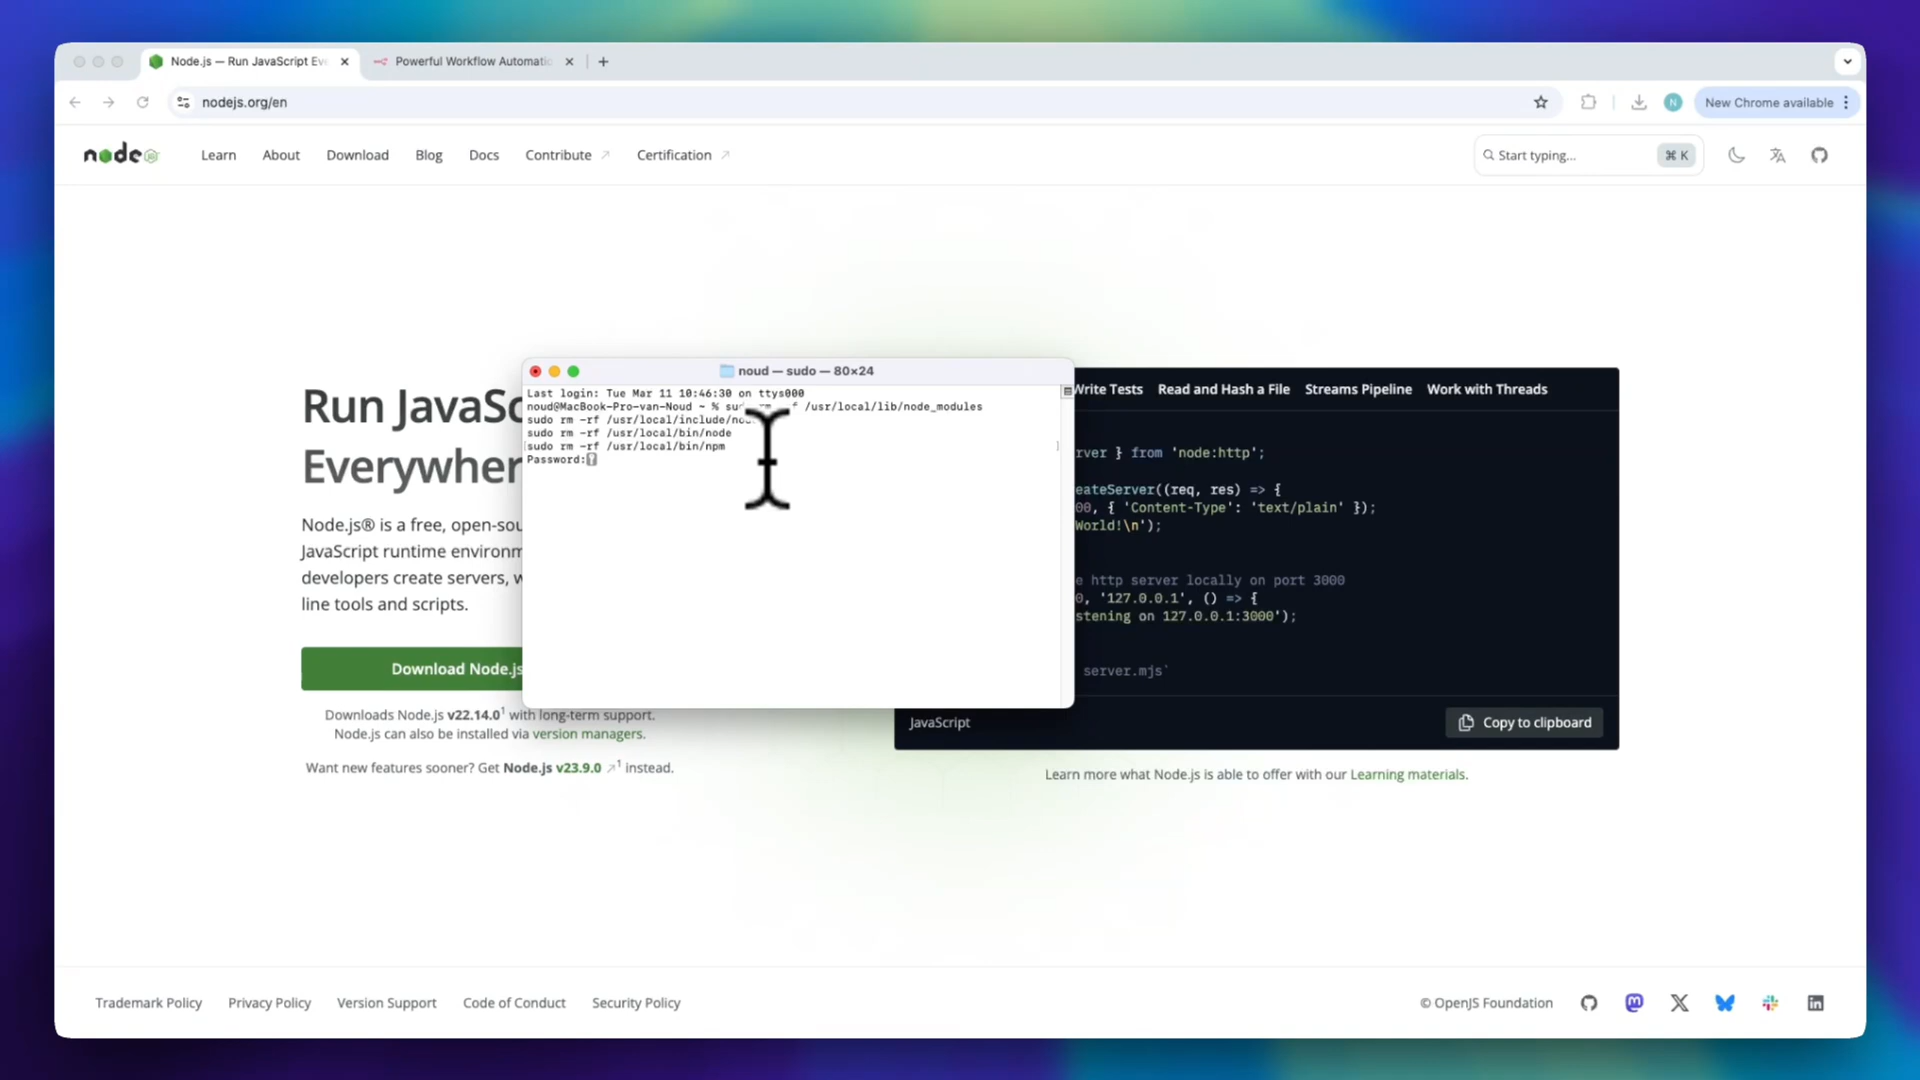 Node.js — Run JavaScript Eve
Powerful Workflow Automatic
nodejs.org/en
N
New Chrome available
node
Learn
About
Download
Blog
Docs
Contribute
Certification
Start typing...
⌘ K
noud — sudo — 80×24
Last login: Tue Mar 11 10:46:30 on ttys000
noud@MacBook-Pro-van-Noud ~ % /usr/local/lib/node_modules
sudo rm -rf /usr/local/include/
sudo rm -rf /usr/local/bin/node
sudo rm -rf /usr/local/bin/npm
Password:
Run JavaSc
Everywher
Node.js® is a free, open-sou
JavaScript runtime environm
developers create servers, w
line tools and scripts.
Download Node.js
Downloads Node.js v22.14.0¹ with long-term support.
Node.js can also be installed via version managers.
Want new features sooner? Get Node.js v23.9.0 ↗¹ instead.
Write Tests
Read and Hash a File
Streams Pipeline
Work with Threads
rver } from 'node:http';
eateServer((req, res) => {
00, { 'Content-Type': 'text/plain' });
World!\n');
e http server locally on port 3000
0, '127.0.0.1', () => {
stening on 127.0.0.1:3000');
server.mjs`
JavaScript
Copy to clipboard
Learn more what Node.js is able to offer with our Learning materials.
Trademark Policy
Privacy Policy
Version Support
Code of Conduct
Security Policy
© OpenJS Foundation